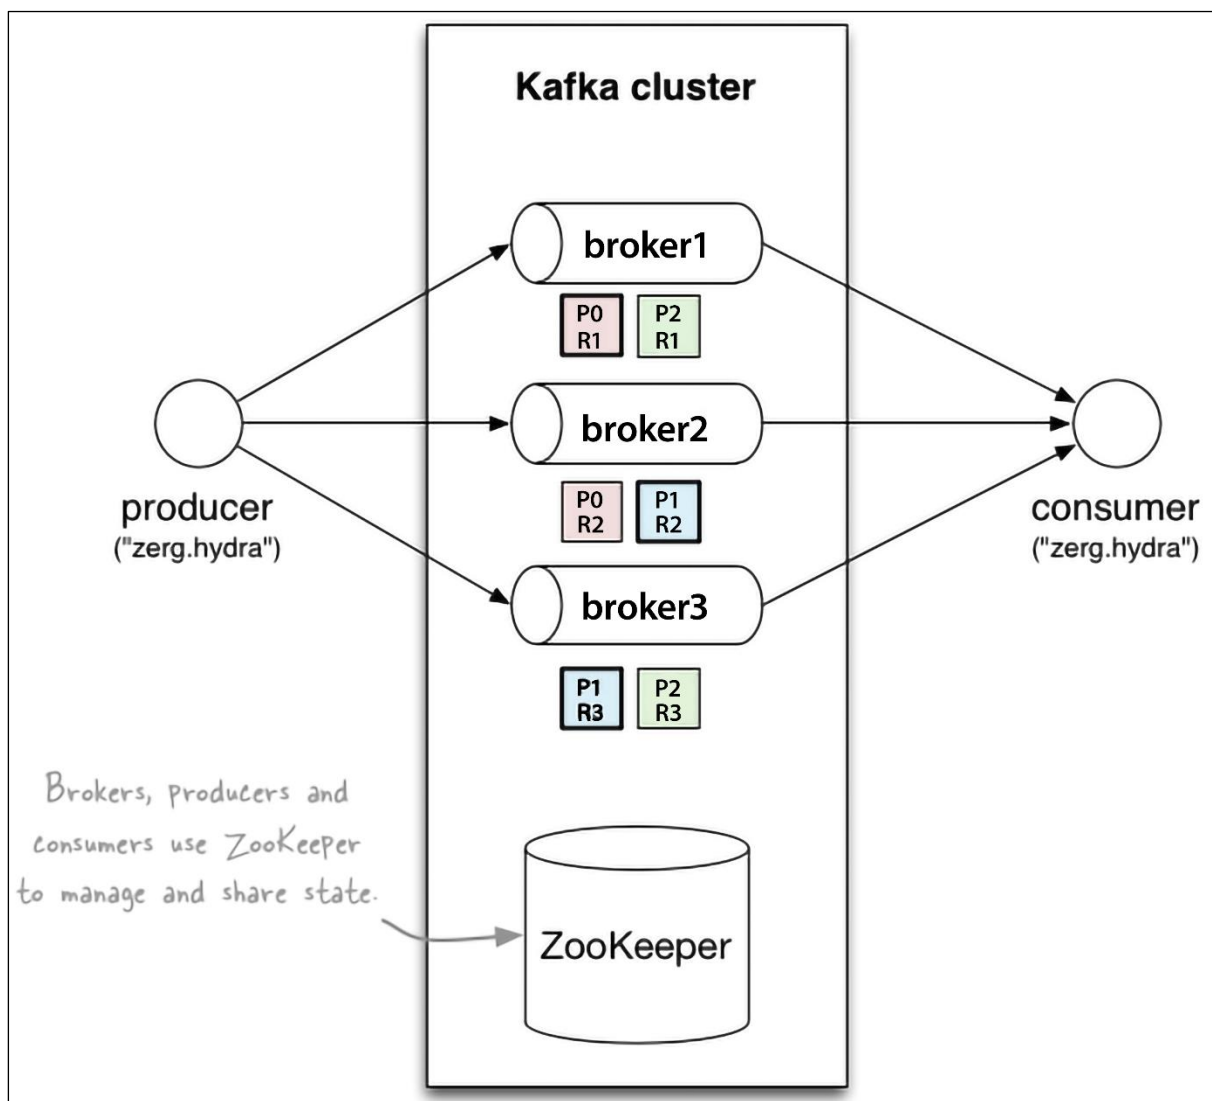 Kafka cluster
broker1
P0
R1
P2
R1
broker2
P0
R2
P1
R2
broker3
P1
R3
P2
R3
producer
("zerg.hydra")
consumer
("zerg.hydra")
Brokers, producers and
consumers use ZooKeeper
to manage and share state.
ZooKeeper